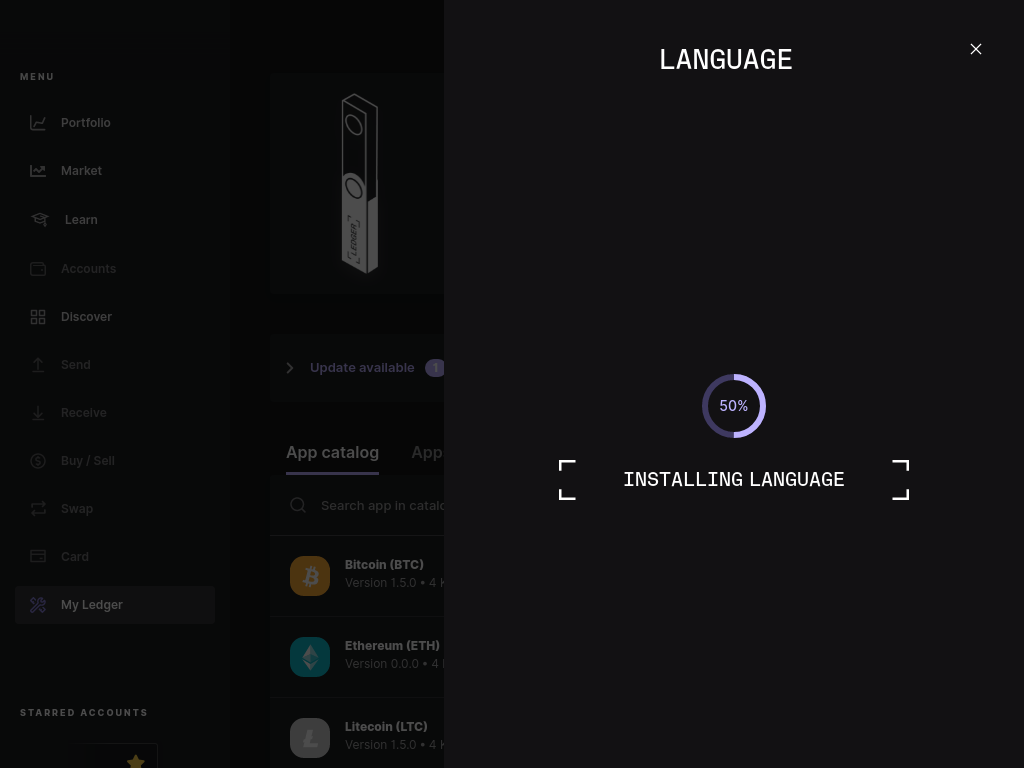 MENU
Portfolio
Market
Learn
Accounts
Discover
Send
Receive
Buy / Sell
Swap
Card
My Ledger
STARRED ACCOUNTS
LEDGER
Update available 1
App catalog App
Search app in catalo
Bitcoin (BTC)
Version 1.5.0 • 4 K
Ethereum (ETH)
Version 0.0.0 • 4
Litecoin (LTC)
Version 1.5.0 • 4 K
LANGUAGE
50%
INSTALLING LANGUAGE